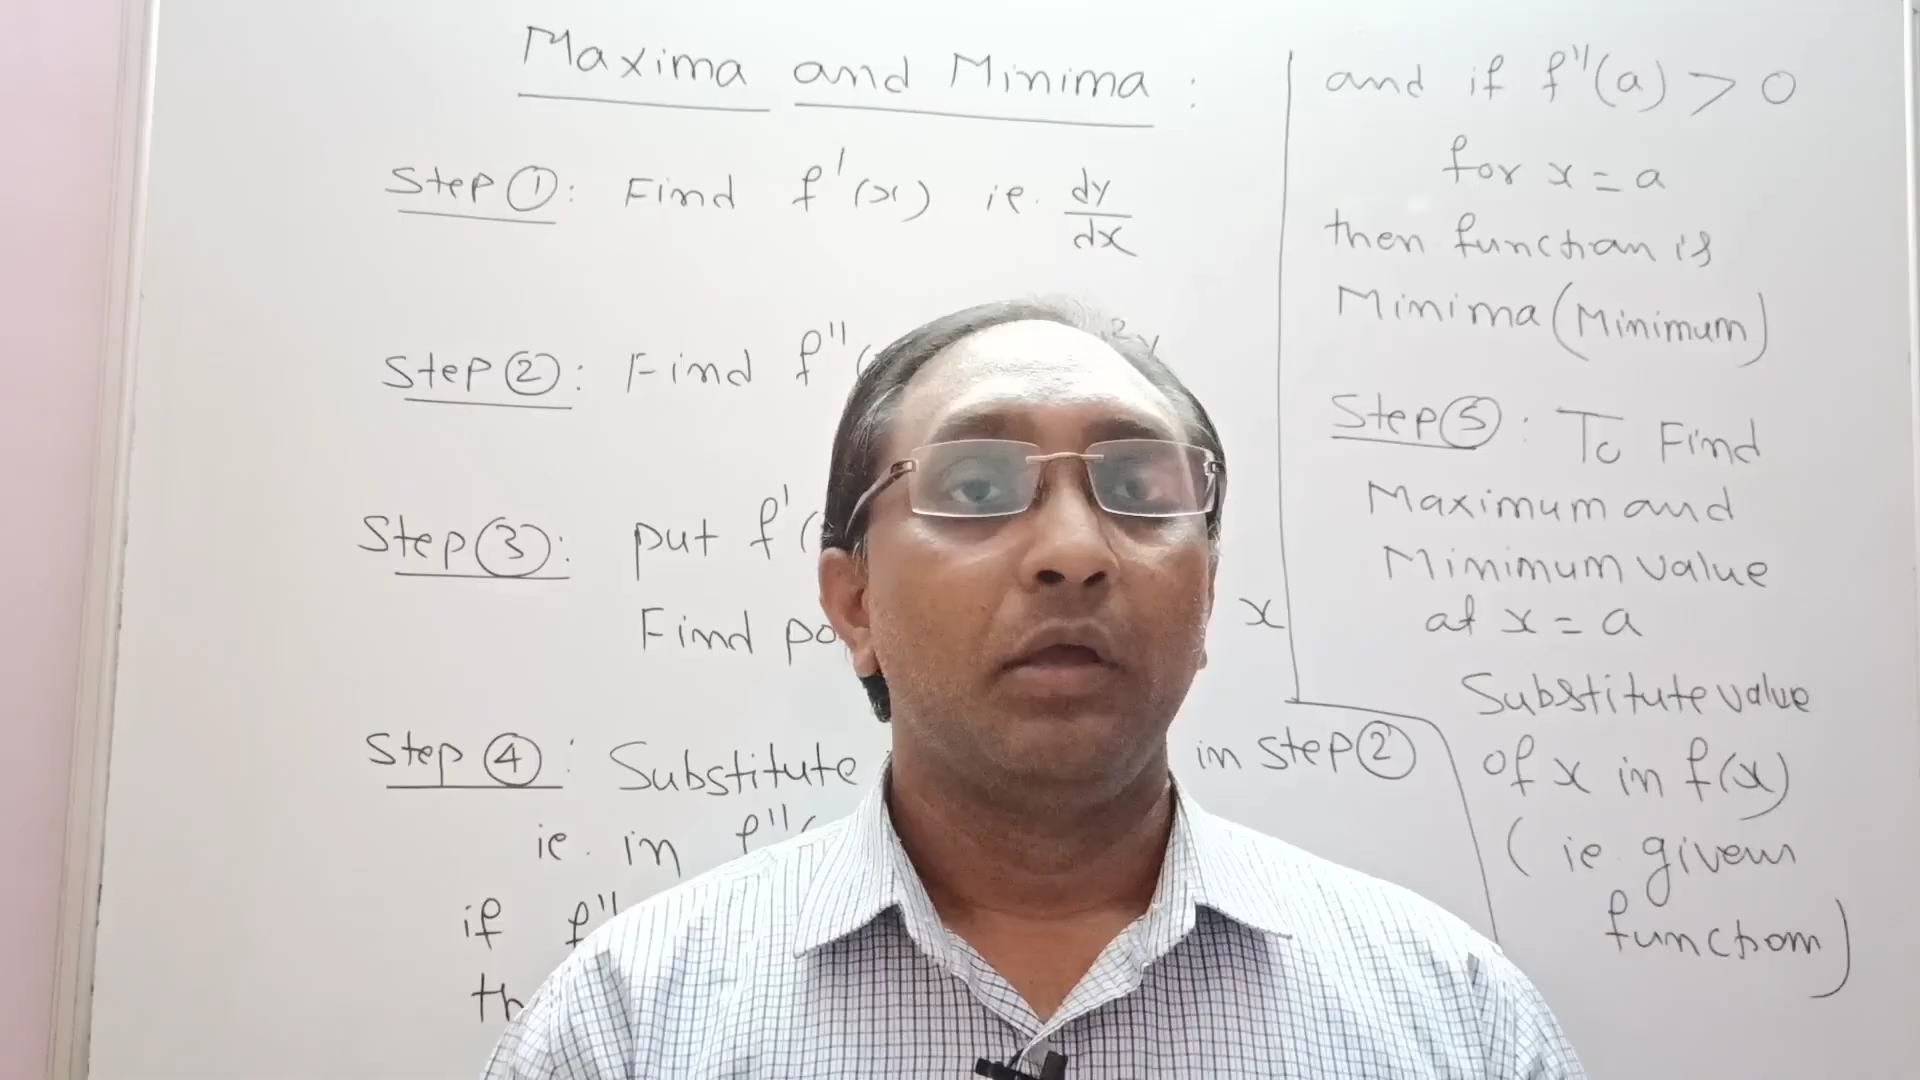 Maxima and Minima :
Step ① : Find f'(x) ie. dy/dx
Step ② : Find f''(
Step ③ : put f'(
Find x
Step ④ : Substitute in step ②
ie. in f''(
if f''
and if f''(a) > 0
for x = a
then function is
Minima (Minimum)
Step ⑤ : To Find
Maximum and
Minimum value
at x = a
Substitute value
of x in f(x)
( ie. given
function)